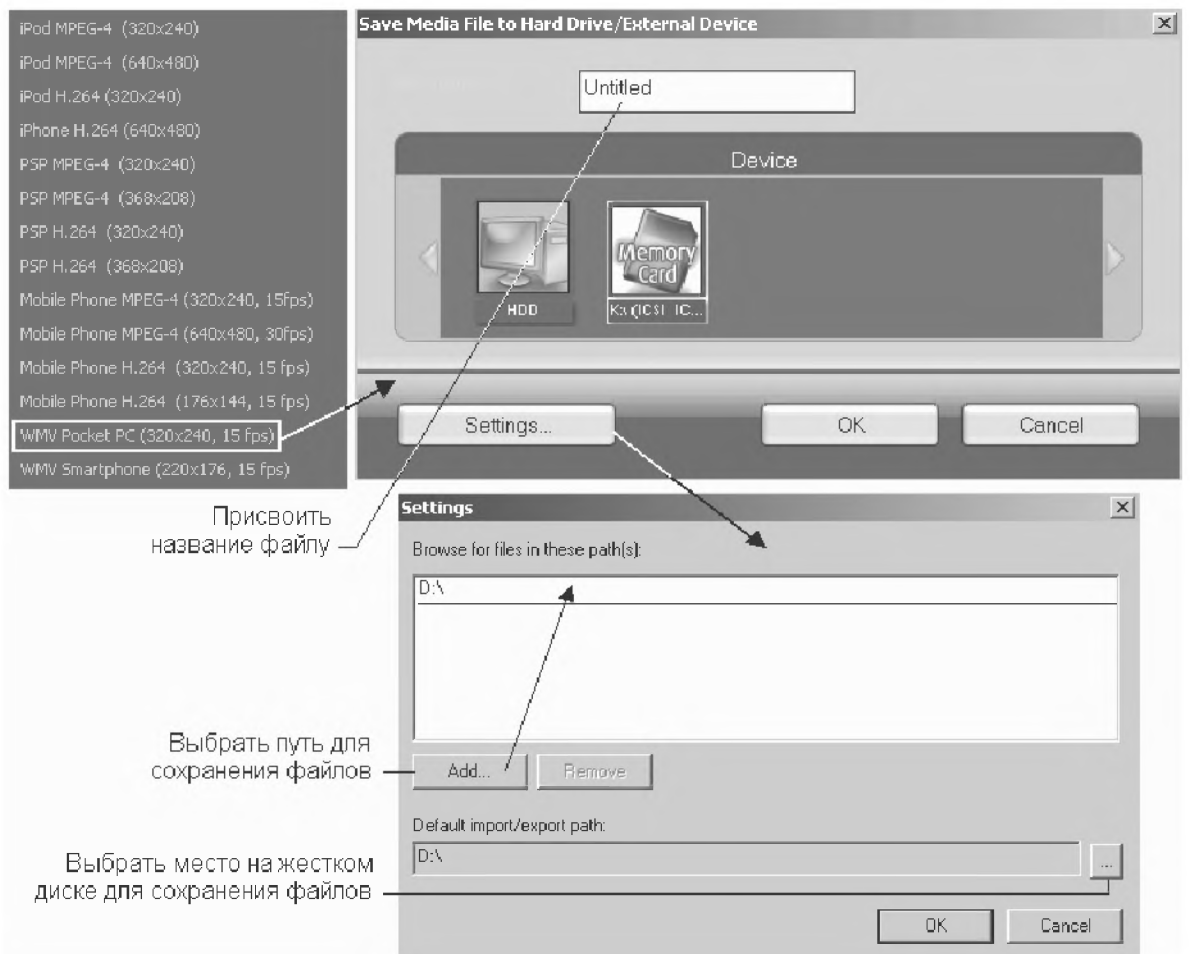 iPod MPEG-4 (320x240)
iPod MPEG-4 (640x480)
iPod H.264 (320x240)
iPhone H.264 (640x480)
PSP MPEG-4 (320x240)
PSP MPEG-4 (368x208)
PSP H.264 (320x240)
PSP H.264 (368x208)
Mobile Phone MPEG-4 (320x240, 15fps)
Mobile Phone MPEG-4 (640x480, 30fps)
Mobile Phone H.264 (320x240, 15 fps)
Mobile Phone H.264 (176x144, 15 fps)
WMV Pocket PC (320x240, 15 fps)
WMV Smartphone (220x176, 15 fps)
Save Media File to Hard Drive/External Device
Untitled
Device
Memory
Card
HDD
K:\
Settings...
OK
Cancel
Присвоить
название файлу
Settings
Browse for files in these path(s):
D:\
Выбрать путь для
сохранения файлов
Add...
Remove
Default import/export path:
D:\
...
Выбрать место на жестком
диске для сохранения файлов
OK
Cancel